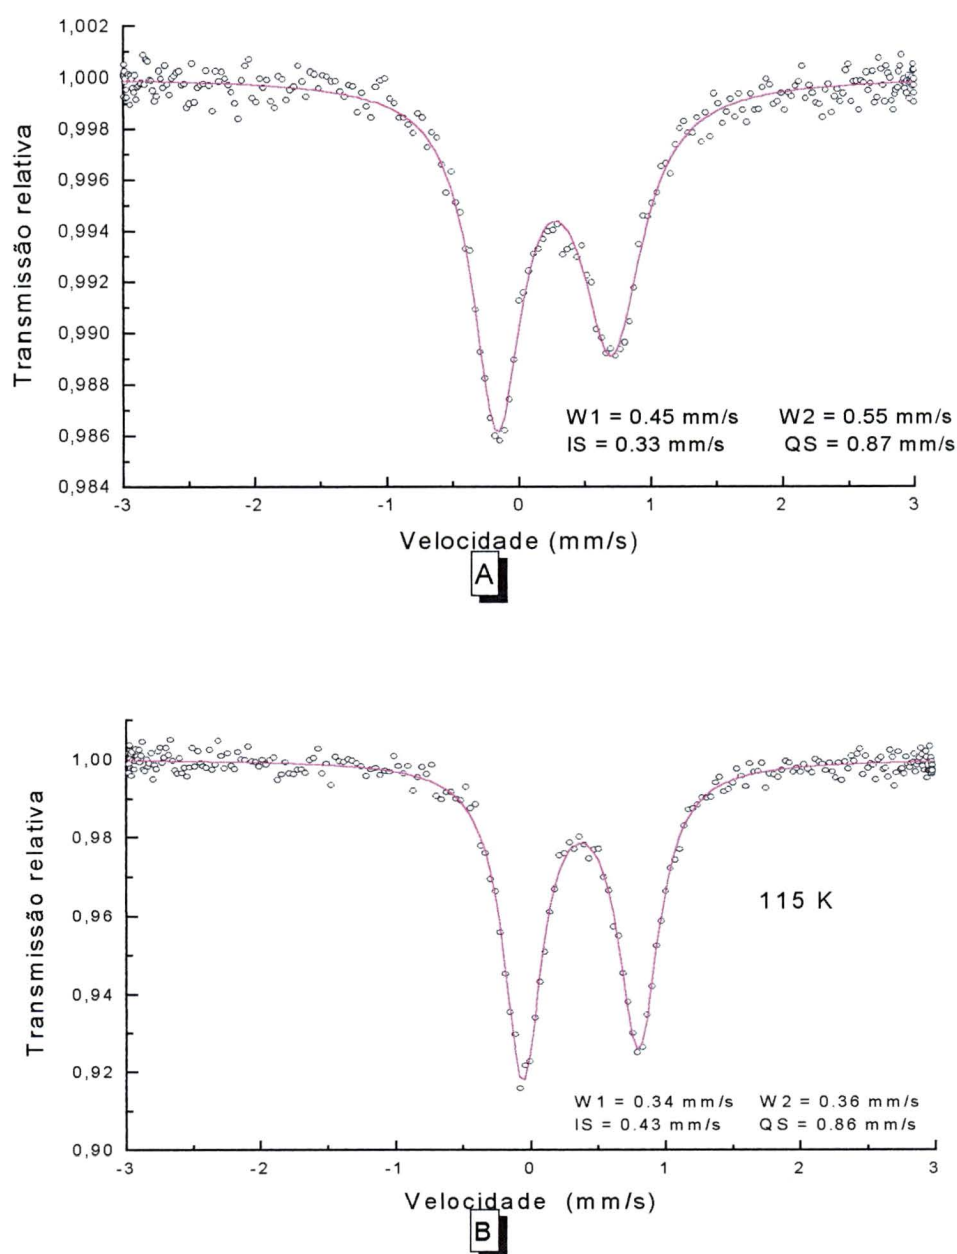 1,002
1,000
0,998
0,996
0,994
0,992
0,990
0,988
0,986
0,984
Transmissão relativa
W1 = 0.45 mm/s W2 = 0.55 mm/s
IS = 0.33 mm/s QS = 0.87 mm/s
-3 -2 -1 0 1 2 3
Velocidade (mm/s)
A
1,00
0,98
0,96
0,94
0,92
0,90
Transmissão relativa
115 K
W1 = 0.34 mm/s W2 = 0.36 mm/s
IS = 0.43 mm/s QS = 0.86 mm/s
-3 -2 -1 0 1 2 3
Velocidade (mm/s)
B